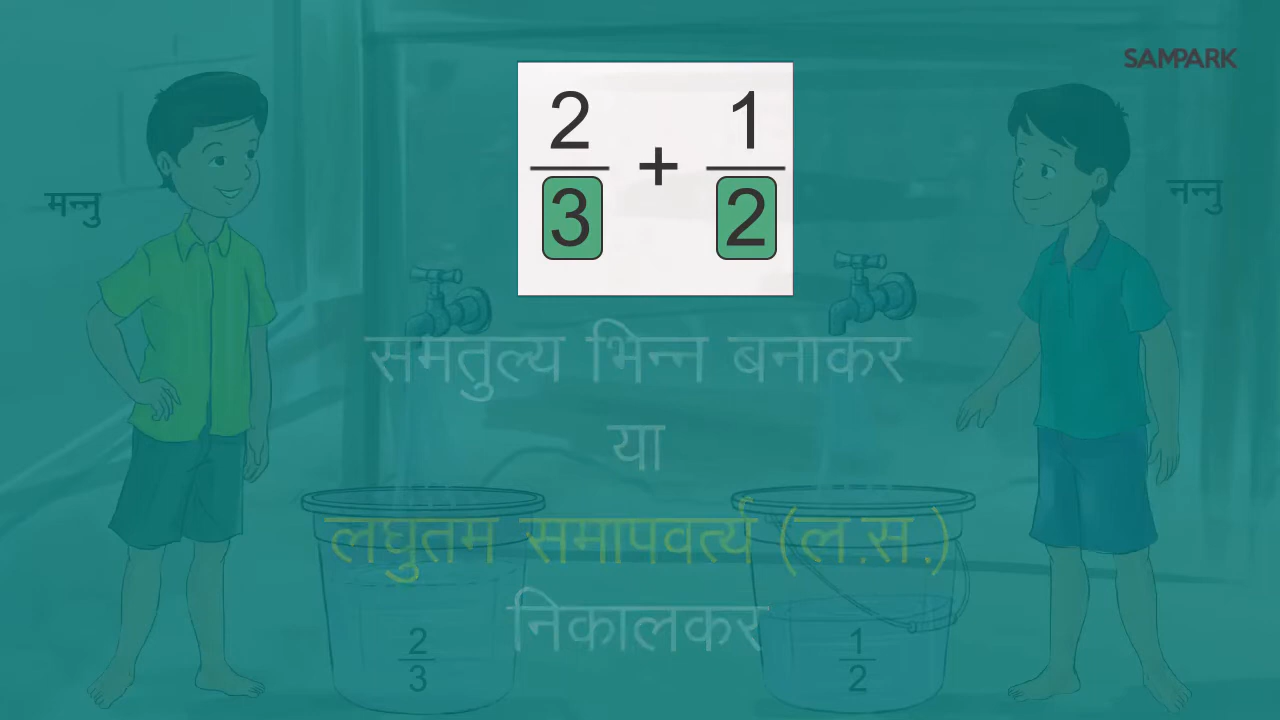 SAMPARK
2/3 + 1/2
मन्नु
नन्नु
समतुल्य भिन्न बनाकर
या
लघुतम समापवर्त्य (ल.स.)
निकालकर
2/3
1/2